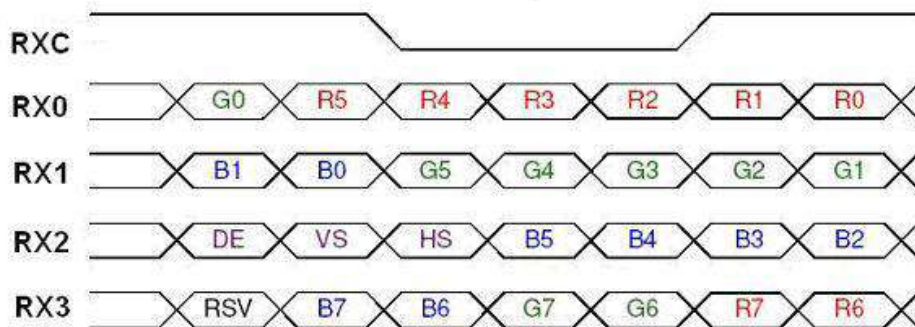 RXC
RX0 G0 R5 R4 R3 R2 R1 R0
RX1 B1 B0 G5 G4 G3 G2 G1
RX2 DE VS HS B5 B4 B3 B2
RX3 RSV B7 B6 G7 G6 R7 R6